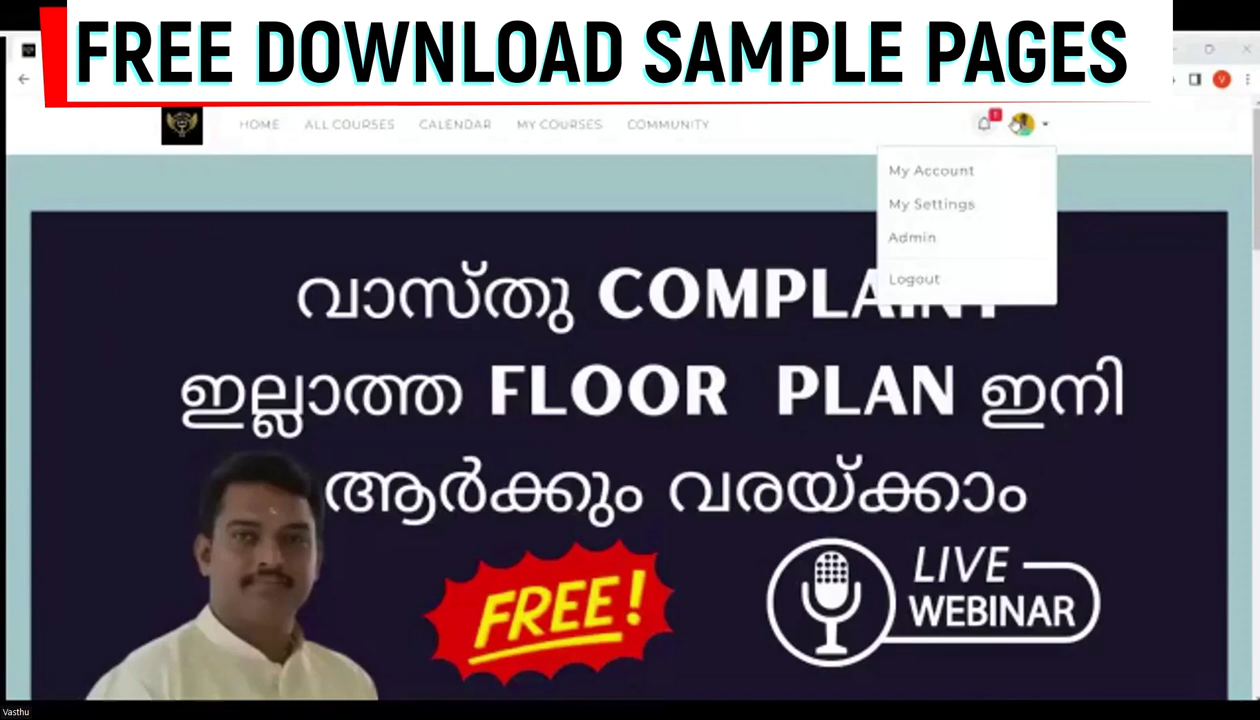 FREE DOWNLOAD SAMPLE PAGES
V
HOME ALL COURSES CALENDAR MY COURSES COMMUNITY
1
My Account
My Settings
Admin
Logout
വാസ്തു COMPLAINT
ഇല്ലാത്ത FLOOR PLAN ഇനി
ആർക്കും വരയ്ക്കാം
FREE!
LIVE
WEBINAR
Vasthu